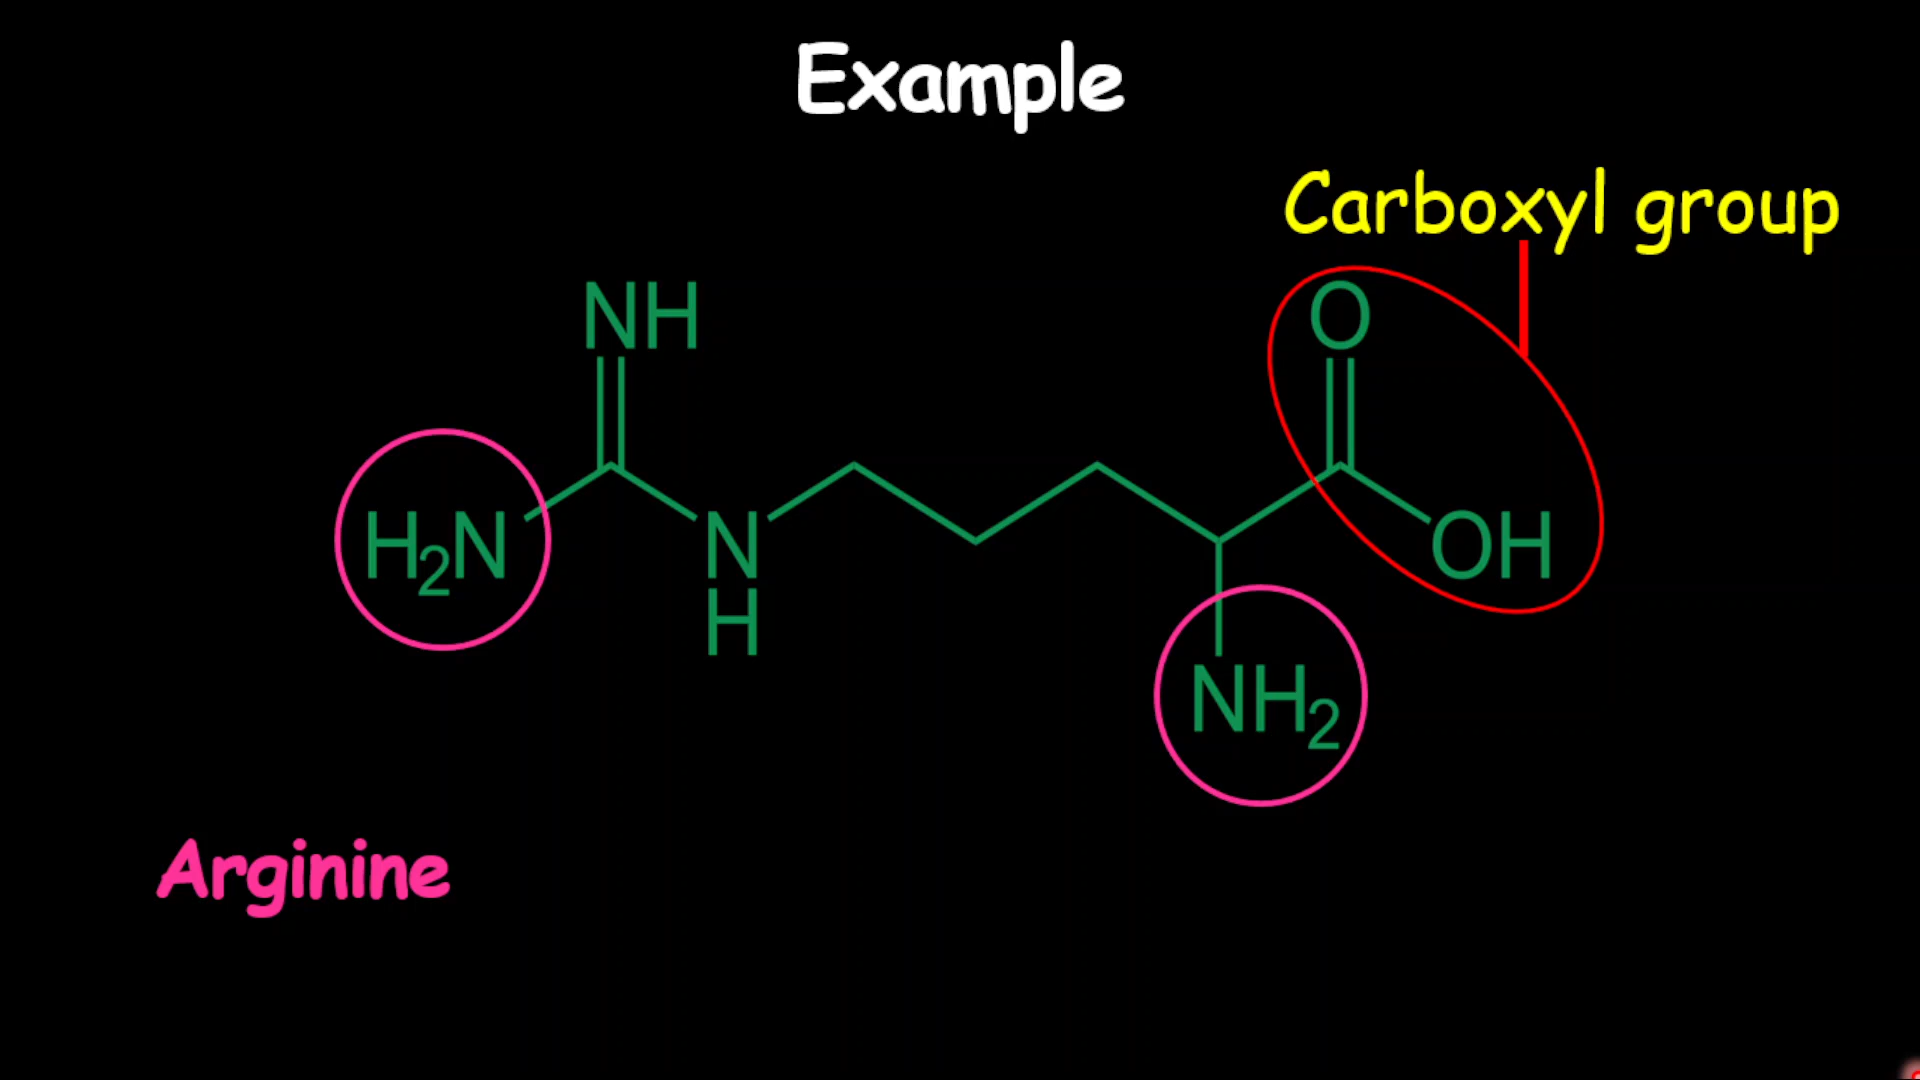 Example
Carboxyl group
NH
O
H2N
N
H
OH
NH2
Arginine